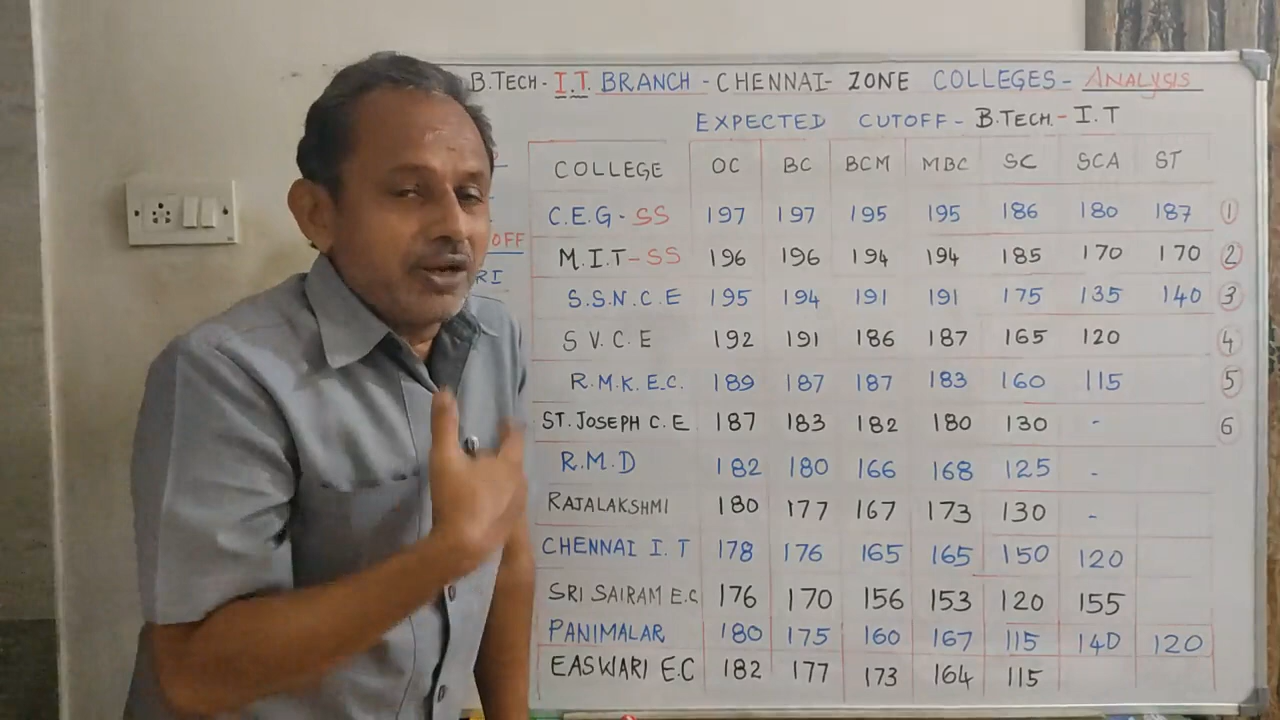 B.TECH - I.T. BRANCH - CHENNAI - ZONE COLLEGES - ANALYSIS
EXPECTED CUTOFF - B.TECH. - I.T
COLLEGE OC BC BCM MBC SC SCA ST
C.E.G - SS 197 197 195 195 186 180 187 1
M.I.T - SS 196 196 194 194 185 170 170 2
OFF
RI
S.S.N.C.E 195 194 191 191 175 135 140 3
S V.C.E 192 191 186 187 165 120 4
R.M.K.E.C. 189 187 187 183 160 115 5
ST. JOSEPH C.E 187 183 182 180 130 - 6
R.M.D 182 180 166 168 125 -
RAJALAKSHMI 180 177 167 173 130 -
CHENNAI I.T 178 176 165 165 150 120
SRI SAIRAM E.C 176 170 156 153 120 155
PANIMALAR 180 175 160 167 115 140 120
EASWARI E.C 182 177 173 164 115